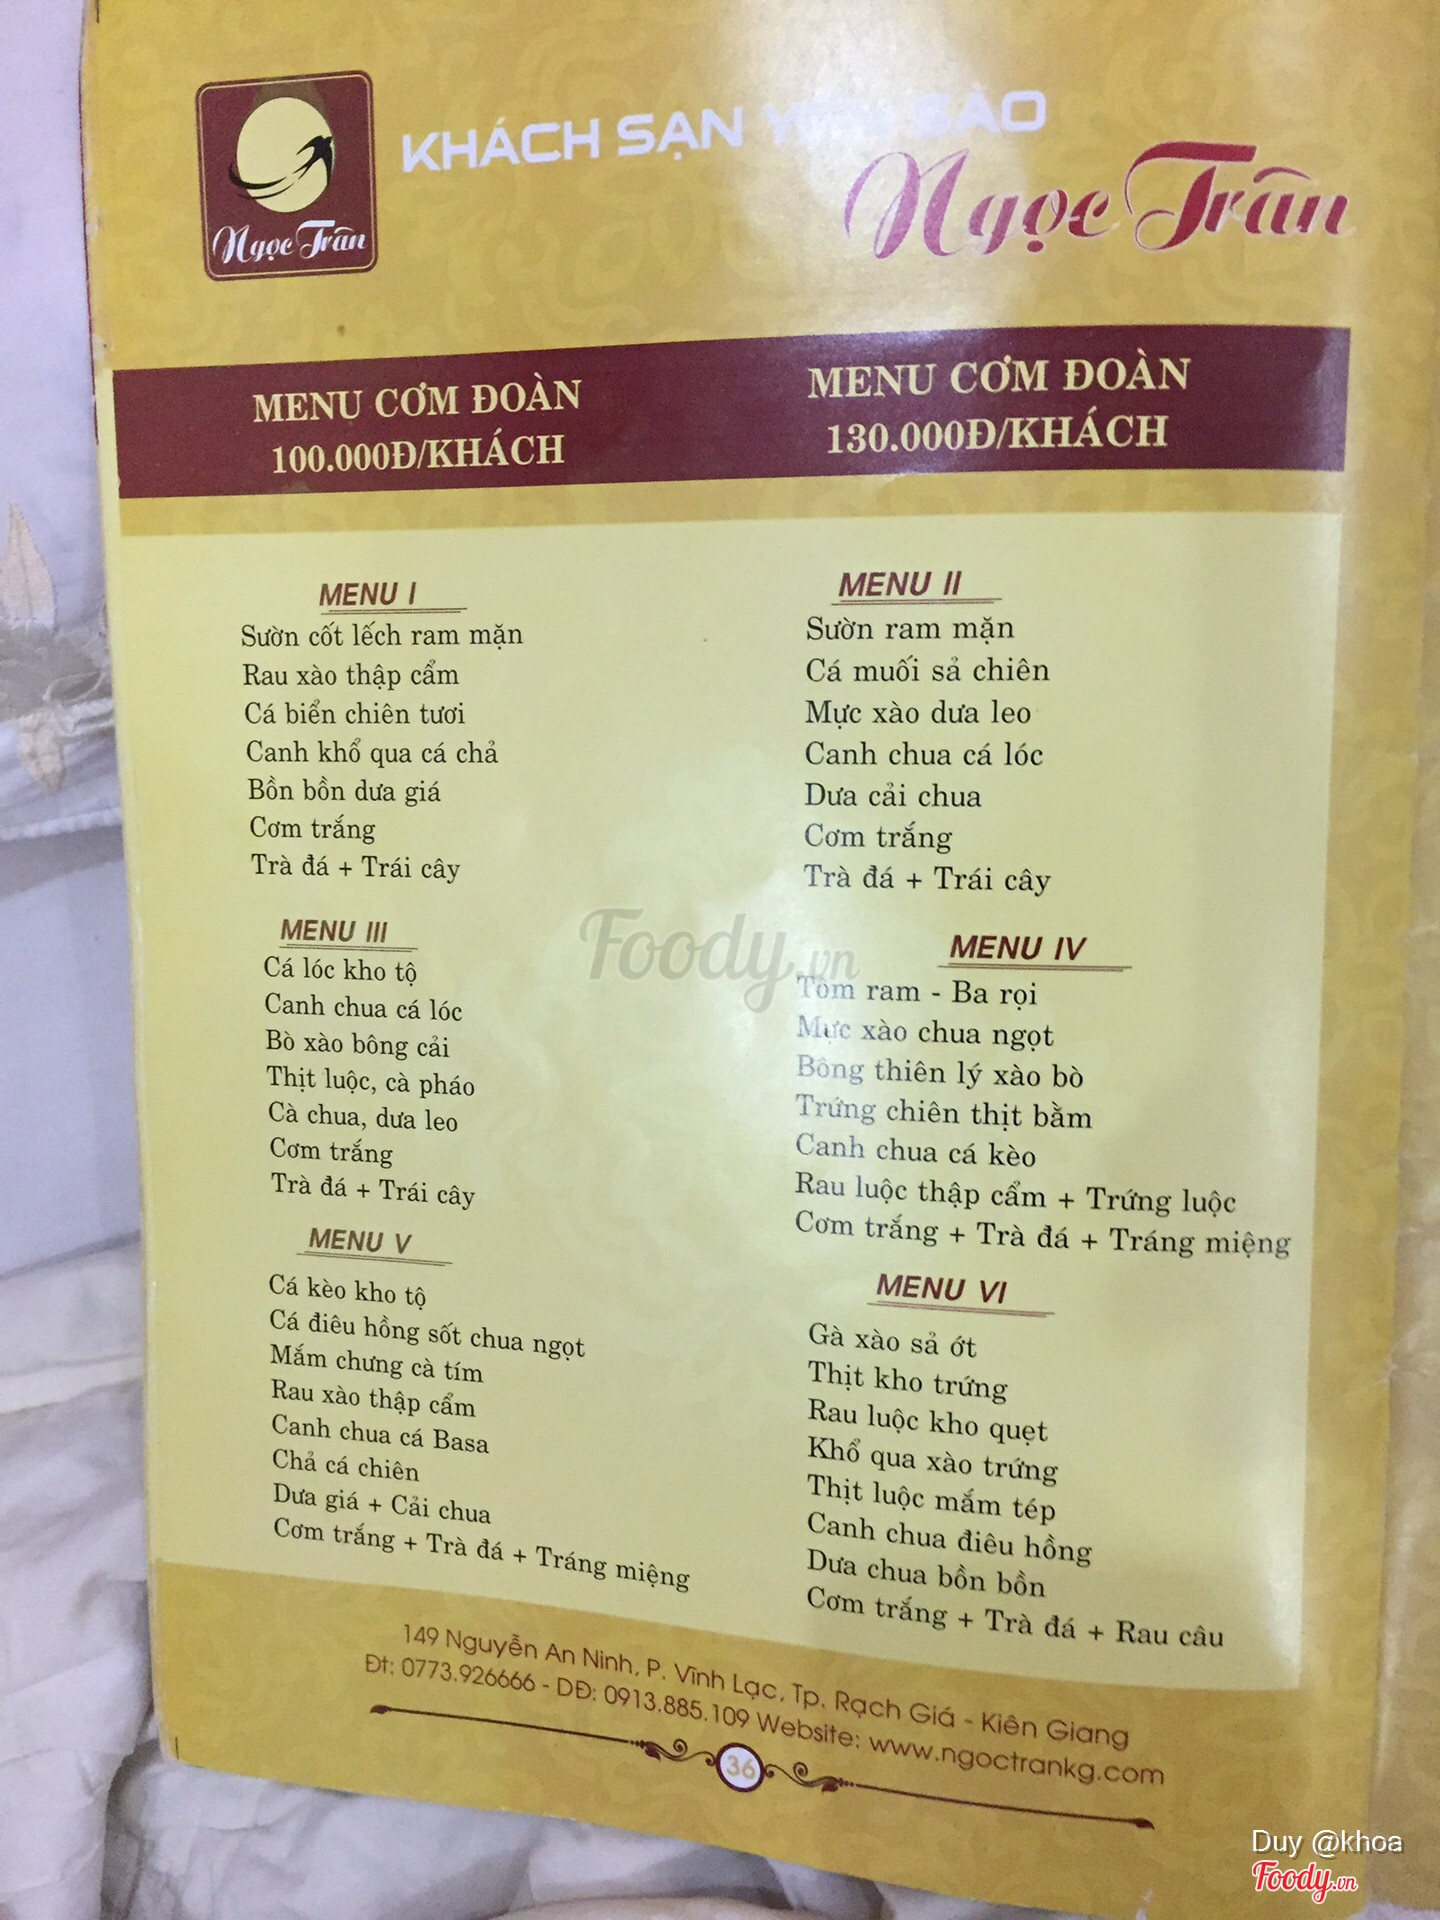 Ngọc Trân
KHÁCH SẠN YẾN SÀO
Ngọc Trân
MENU CƠM ĐOÀN
100.000Đ/KHÁCH
MENU CƠM ĐOÀN
130.000Đ/KHÁCH
MENU I
Sườn cốt lếch ram mặn
Rau xào thập cẩm
Cá biển chiên tươi
Canh khổ qua cá chả
Bồn bồn dưa giá
Cơm trắng
Trà đá + Trái cây
MENU II
Sườn ram mặn
Cá muối sả chiên
Mực xào dưa leo
Canh chua cá lóc
Dưa cải chua
Cơm trắng
Trà đá + Trái cây
MENU III
Cá lóc kho tộ
Canh chua cá lóc
Bò xào bông cải
Thịt luộc, cà pháo
Cà chua, dưa leo
Cơm trắng
Trà đá + Trái cây
MENU IV
Tôm ram - Ba rọi
Mực xào chua ngọt
Bông thiên lý xào bò
Trứng chiên thịt bằm
Canh chua cá kèo
Rau luộc thập cẩm + Trứng luộc
Cơm trắng + Trà đá + Tráng miệng
MENU V
Cá kèo kho tộ
Cá điêu hồng sốt chua ngọt
Mắm chưng cà tím
Rau xào thập cẩm
Canh chua cá Basa
Chả cá chiên
Dưa giá + Cải chua
Cơm trắng + Trà đá + Tráng miệng
MENU VI
Gà xào sả ớt
Thịt kho trứng
Rau luộc kho quẹt
Khổ qua xào trứng
Thịt luộc mắm tép
Canh chua điêu hồng
Dưa chua bồn bồn
Cơm trắng + Trà đá + Rau câu
149 Nguyễn An Ninh, P. Vĩnh Lạc, Tp. Rạch Giá - Kiên Giang
Đt: 0773.926666 - DĐ: 0913.885.109 Website: www.ngoctrankg.com
36
Foody.vn
Duy @khoa
Foody.vn